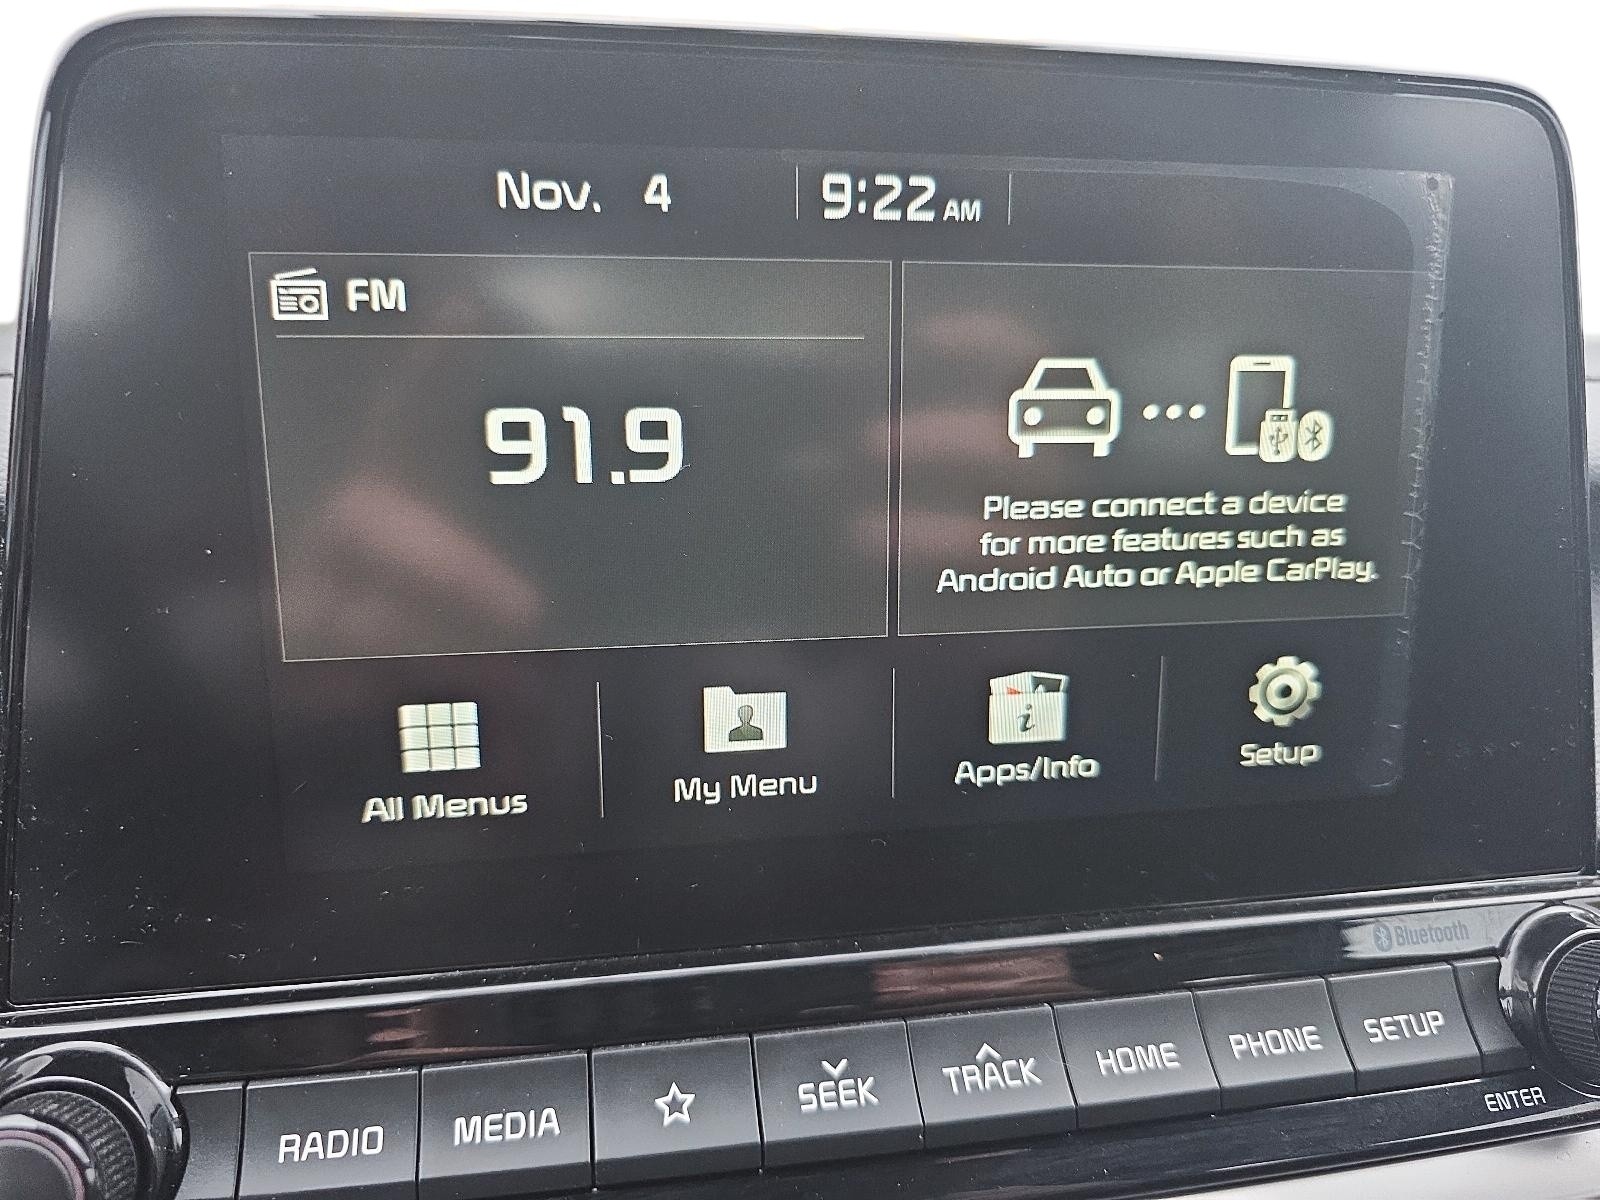 Nov. 4
9:22 AM
FM
91.9
Please connect a device
for more features such as
Android Auto or Apple CarPlay.
All Menus
My Menu
i
Apps/Info
Setup
Bluetooth
RADIO
MEDIA
SEEK
TRACK
HOME
PHONE
SETUP
ENTER